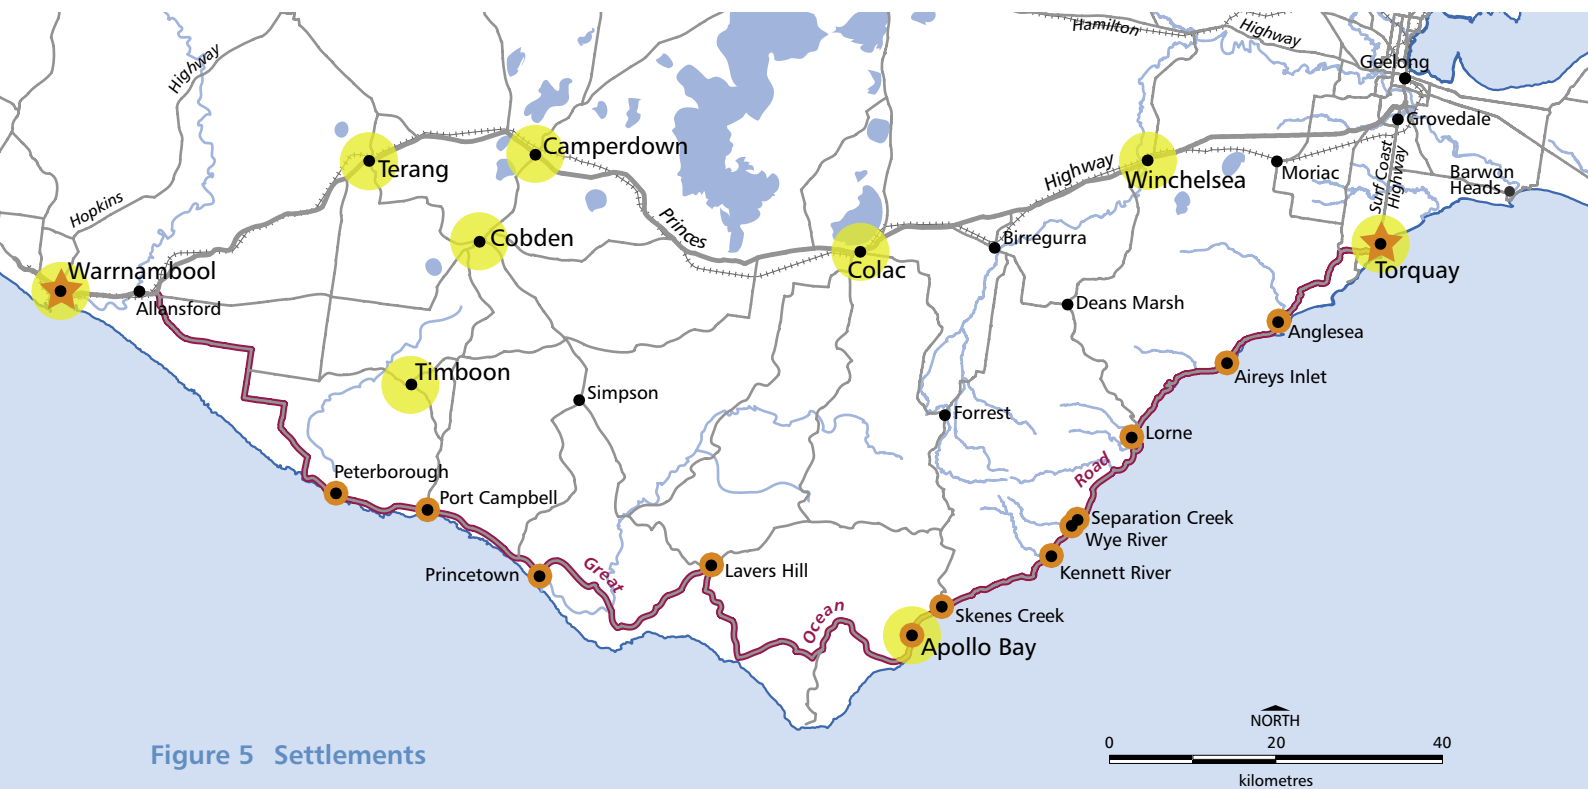 Hamilton
Highway
Highway
Geelong
Grovedale
Camperdown
Terang
Highway
Winchelsea
Moriac
Surf Coast
Highway
Barwon
Heads
Hopkins
Princes
Cobden
Birregurra
Warrnambool
Colac
Torquay
Allansford
Deans Marsh
Anglesea
Timboon
Aireys Inlet
Simpson
Forrest
Lorne
Peterborough
Road
Port Campbell
Separation Creek
Wye River
Princetown
Great
Lavers Hill
Kennett River
Ocean
Skenes Creek
Apollo Bay
NORTH
Figure 5 Settlements
0 20 40
kilometres